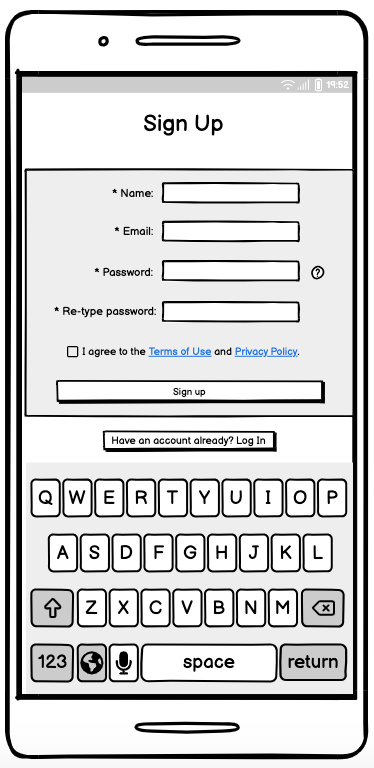 19:52
Sign Up
* Name:
* Email:
* Password: ?
* Re-type password:
I agree to the Terms of Use and Privacy Policy.
Sign up
Have an account already? Log In
Q W E R T Y U I O P
A S D F G H J K L
Z X C V B N M
123 space return